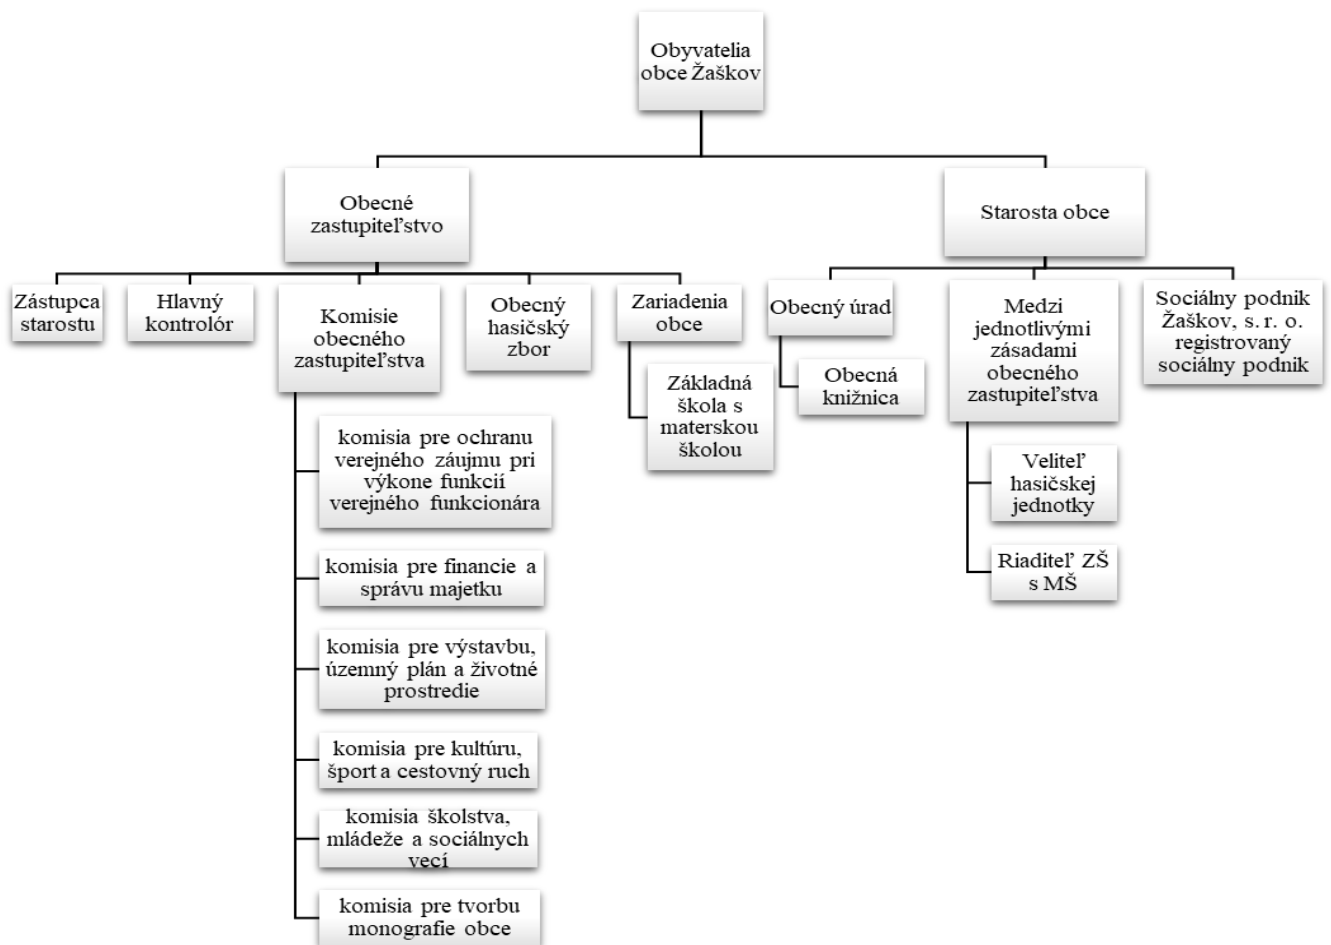 Obyvatelia
obce Žaškov
Obecné
zastupiteľstvo
Starosta obce
Zástupca
starostu
Hlavný
kontrolór
Komisie
obecného
zastupiteľstva
Obecný
hasičský
zbor
Zariadenia
obce
Obecný úrad
Medzi
jednotlivými
zásadami
obecného
zastupiteľstva
Sociálny podnik
Žaškov, s. r. o.
registrovaný
sociálny podnik
Základná
škola s
materskou
školou
Obecná
knižnica
komisia pre ochranu
verejného záujmu pri
výkone funkcií
verejného funkcionára
Veliteľ
hasičskej
jednotky
komisia pre financie a
správu majetku
Riaditeľ ZŠ
s MŠ
komisia pre výstavbu,
územný plán a životné
prostredie
komisia pre kultúru,
šport a cestovný ruch
komisia školstva,
mládeže a sociálnych
vecí
komisia pre tvorbu
monografie obce